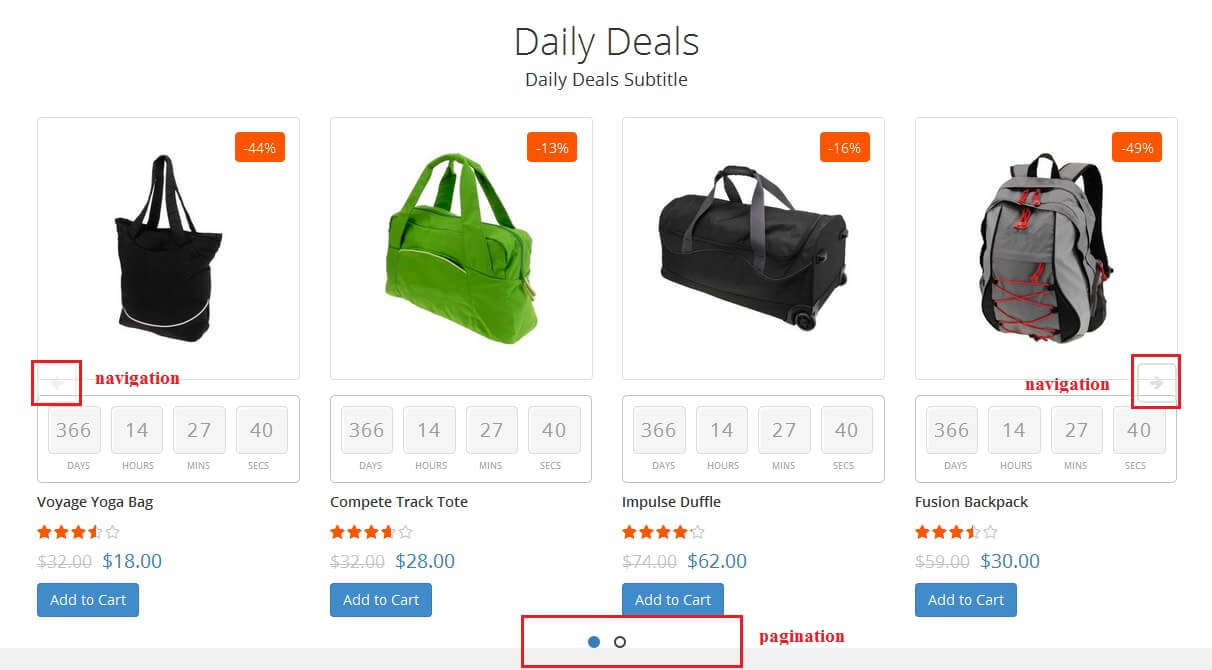 Daily Deals
Daily Deals Subtitle
-44%
-13%
-16%
-49%
navigation
navigation
366 14 27 40
DAYS HOURS MINS SECS
366 14 27 40
DAYS HOURS MINS SECS
366 14 27 40
DAYS HOURS MINS SECS
366 14 27 40
DAYS HOURS MINS SECS
Voyage Yoga Bag
$32.00 $18.00
Add to Cart
Compete Track Tote
$32.00 $28.00
Add to Cart
Impulse Duffle
$74.00 $62.00
Add to Cart
Fusion Backpack
$59.00 $30.00
Add to Cart
pagination